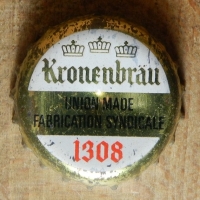 Kronenbräu
UNION MADE
FABRICATION SYNDICALE
1308